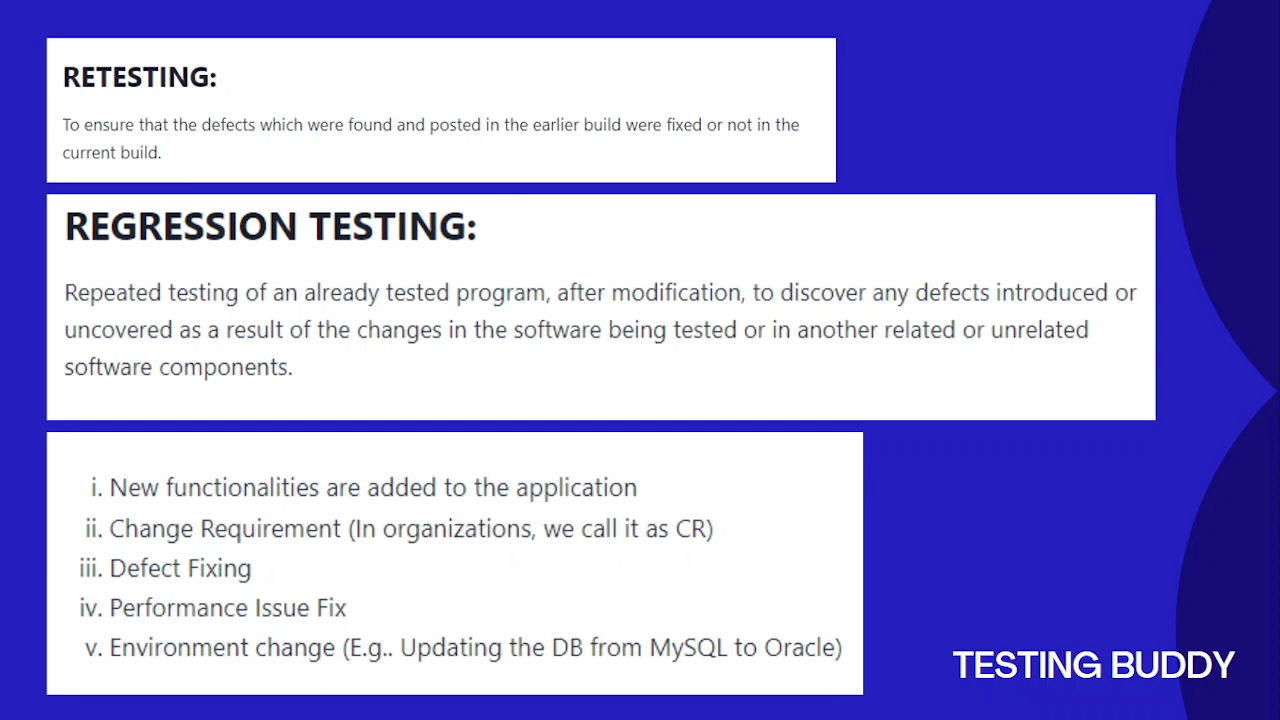 RETESTING:
To ensure that the defects which were found and posted in the earlier build were fixed or not in the
current build.
REGRESSION TESTING:
Repeated testing of an already tested program, after modification, to discover any defects introduced or
uncovered as a result of the changes in the software being tested or in another related or unrelated
software components.
i. New functionalities are added to the application
ii. Change Requirement (In organizations, we call it as CR)
iii. Defect Fixing
iv. Performance Issue Fix
v. Environment change (E.g.. Updating the DB from MySQL to Oracle)
TESTING BUDDY